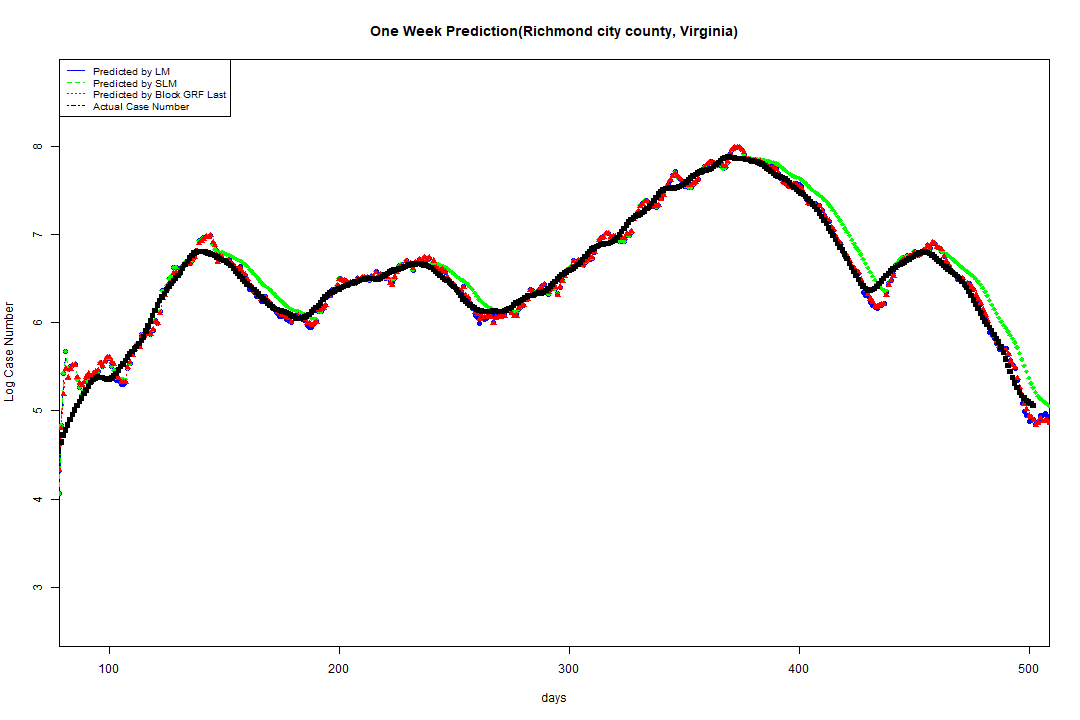 One Week Prediction(Richmond city county, Virginia)
Predicted by LM
Predicted by SLM
Predicted by Block GRF Last
Actual Case Number
8
7
6
5
4
3
Log Case Number
100 200 300 400 500
days